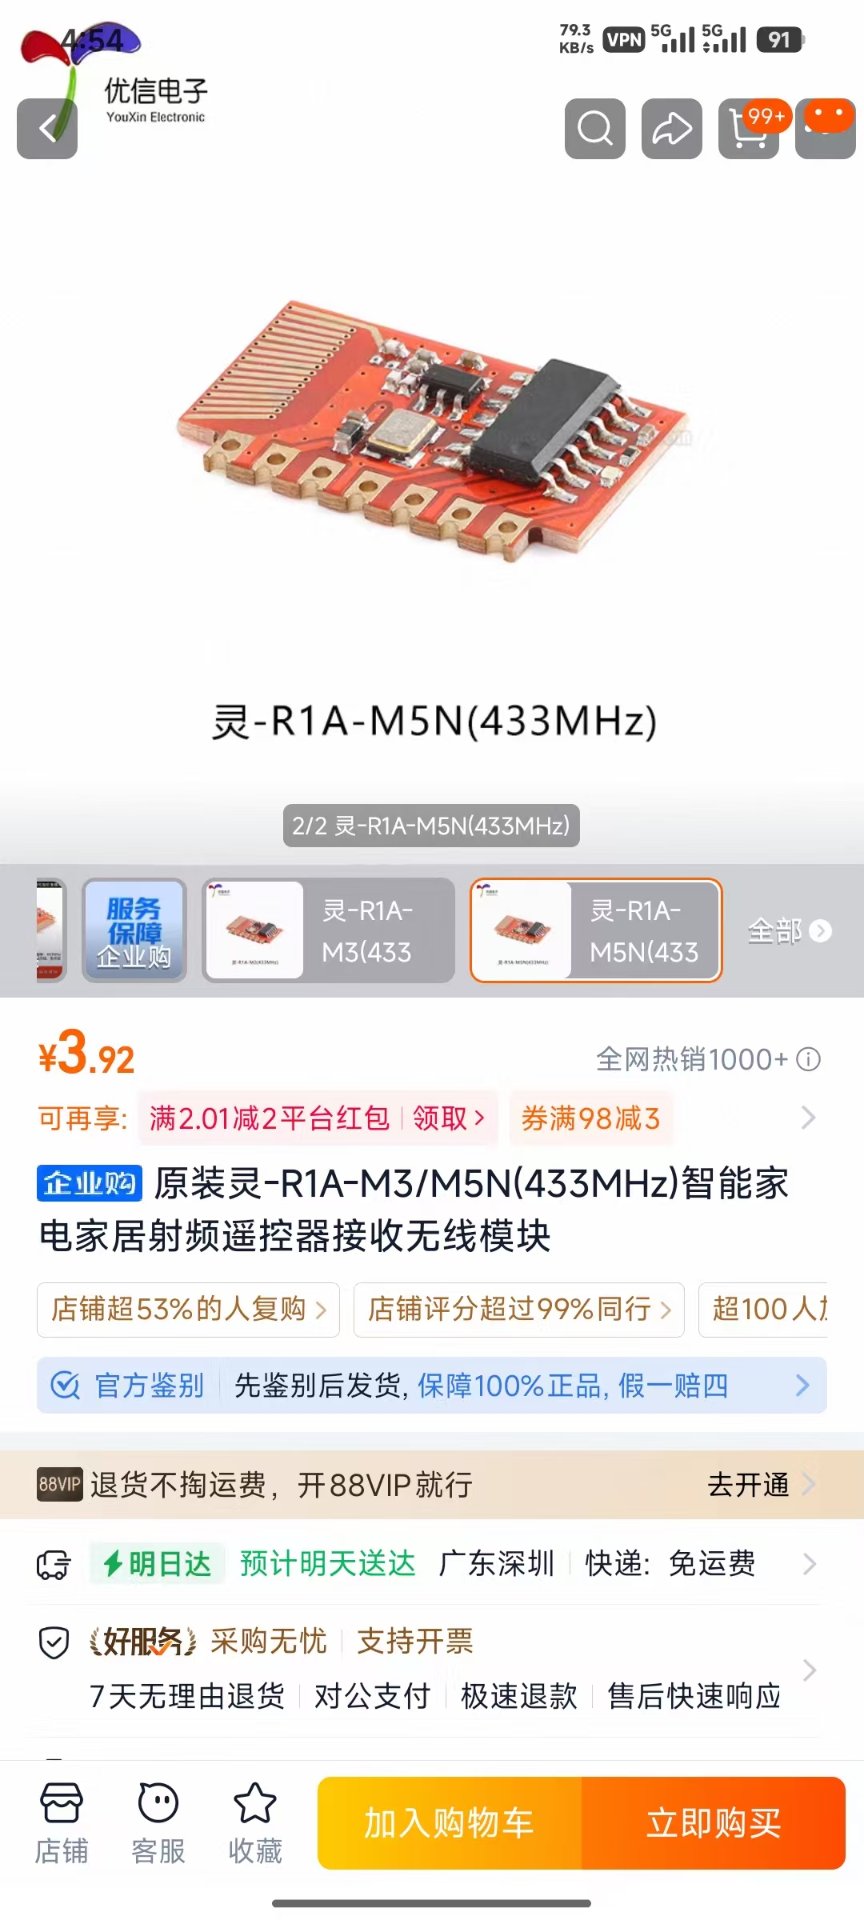 4:54
79.3 KB/s VPN 5G 5G 91
优信电子
YouXin Electronic
99+
灵-R1A-M5N(433MHz)
2/2 灵-R1A-M5N(433MHz)
服务
保障
企业购
灵-R1A-
M3(433
灵-R1A-
M5N(433
全部
¥3.92
全网热销1000+
可再享: 满2.01减2平台红包 领取 券满98减3
企业购 原装灵-R1A-M3/M5N(433MHz)智能家
电家居射频遥控器接收无线模块
店铺超53%的人复购 店铺评分超过99%同行 超100人加
官方鉴别 先鉴别后发货, 保障100%正品, 假一赔四
88VIP 退货不掏运费，开88VIP就行 去开通
明日达 预计明天送达 广东深圳 快递: 免运费
好服务 采购无忧 支持开票
7天无理由退货 对公支付 极速退款 售后快速响应
店铺 客服 收藏 加入购物车 立即购买